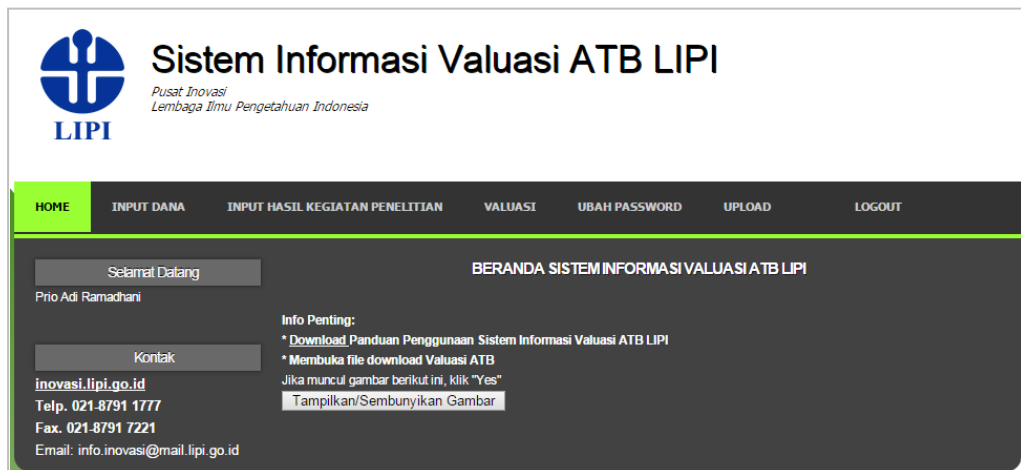 Sistem Informasi Valuasi ATB LIPI
Pusat Inovasi
Lembaga Ilmu Pengetahuan Indonesia
LIPI
HOME INPUT DANA INPUT HASIL KEGIATAN PENELITIAN VALUASI UBAH PASSWORD UPLOAD LOGOUT
Selamat Datang
Prio Adi Ramadhani
Kontak
inovasi.lipi.go.id
Telp. 021-8791 1777
Fax. 021-8791 7221
Email: info.inovasi@mail.lipi.go.id
BERANDA SISTEM INFORMASI VALUASI ATB LIPI
Info Penting:
* Download Panduan Penggunaan Sistem Informasi Valuasi ATB LIPI
* Membuka file download Valuasi ATB
Jika muncul gambar berikut ini, klik "Yes"
Tampilkan/Sembunyikan Gambar